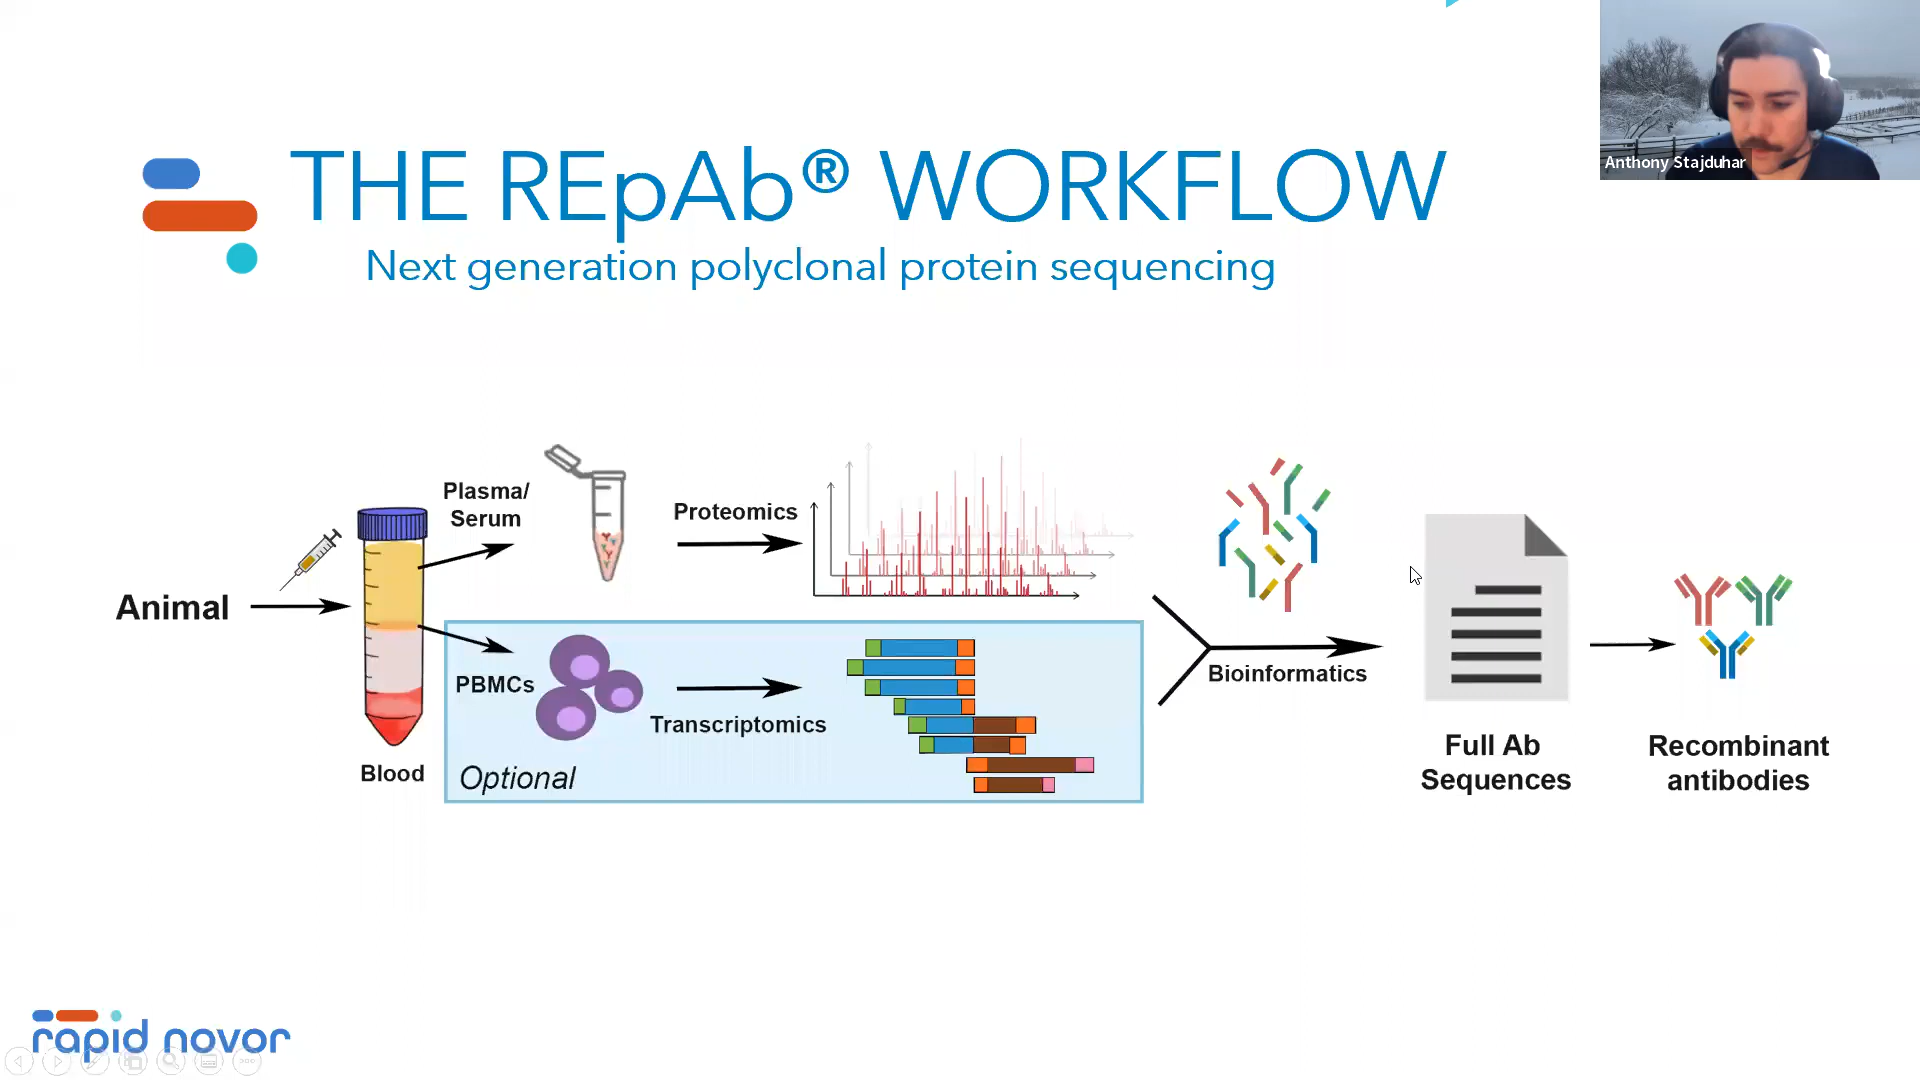 THE REpAb® WORKFLOW
Next generation polyclonal protein sequencing
Anthony Stajduhar
Animal
Blood
Plasma/
Serum
Proteomics
PBMCs
Transcriptomics
Optional
Bioinformatics
Full Ab
Sequences
Recombinant
antibodies
rapid novor